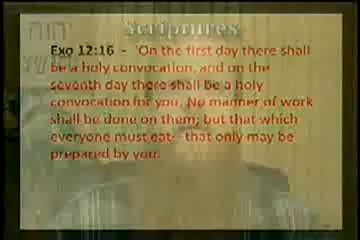 יהוה
Scriptures
Exo 12:16 - 'On the first day there shall
be a holy convocation, and on the
seventh day there shall be a holy
convocation for you. No manner of work
shall be done on them; but that which
everyone must eat-- that only may be
prepared by you.